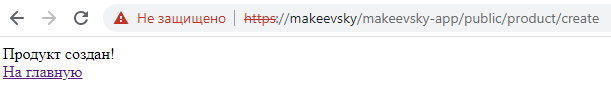 Не защищено https://makeevsky/makeevsky-app/public/product/create
Продукт создан!
На главную